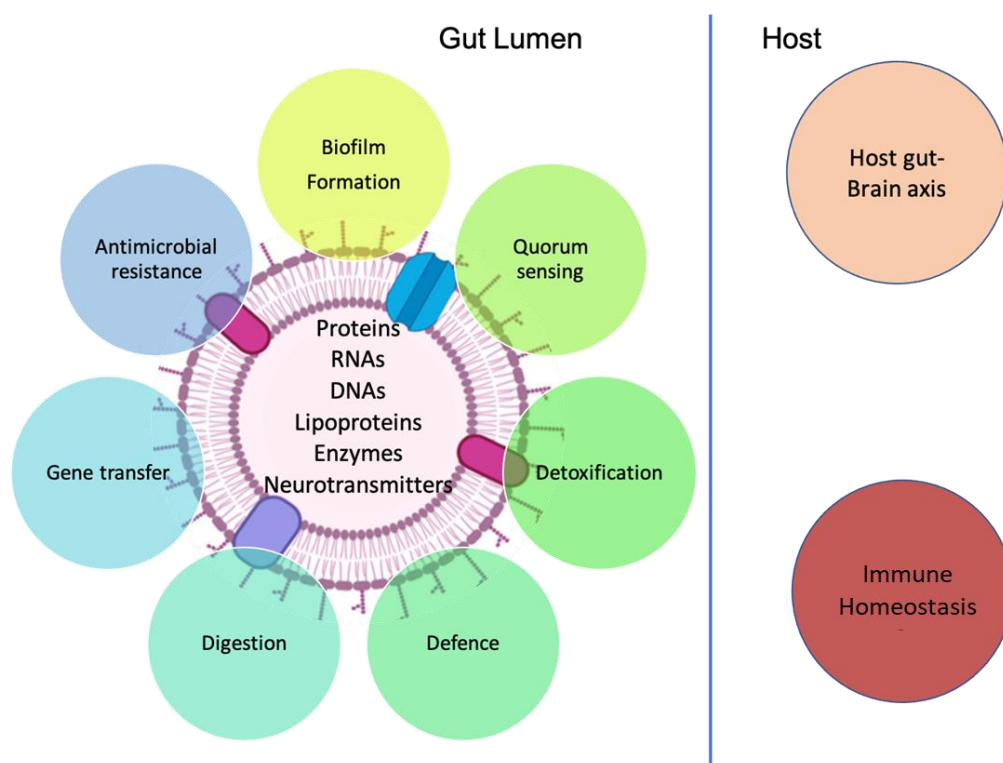 Gut Lumen
Host
Biofilm
Formation
Antimicrobial
resistance
Quorum
sensing
Proteins
RNAs
DNAs
Lipoproteins
Enzymes
Neurotransmitters
Gene transfer
Detoxification
Digestion
Defence
Host gut-
Brain axis
Immune
Homeostasis